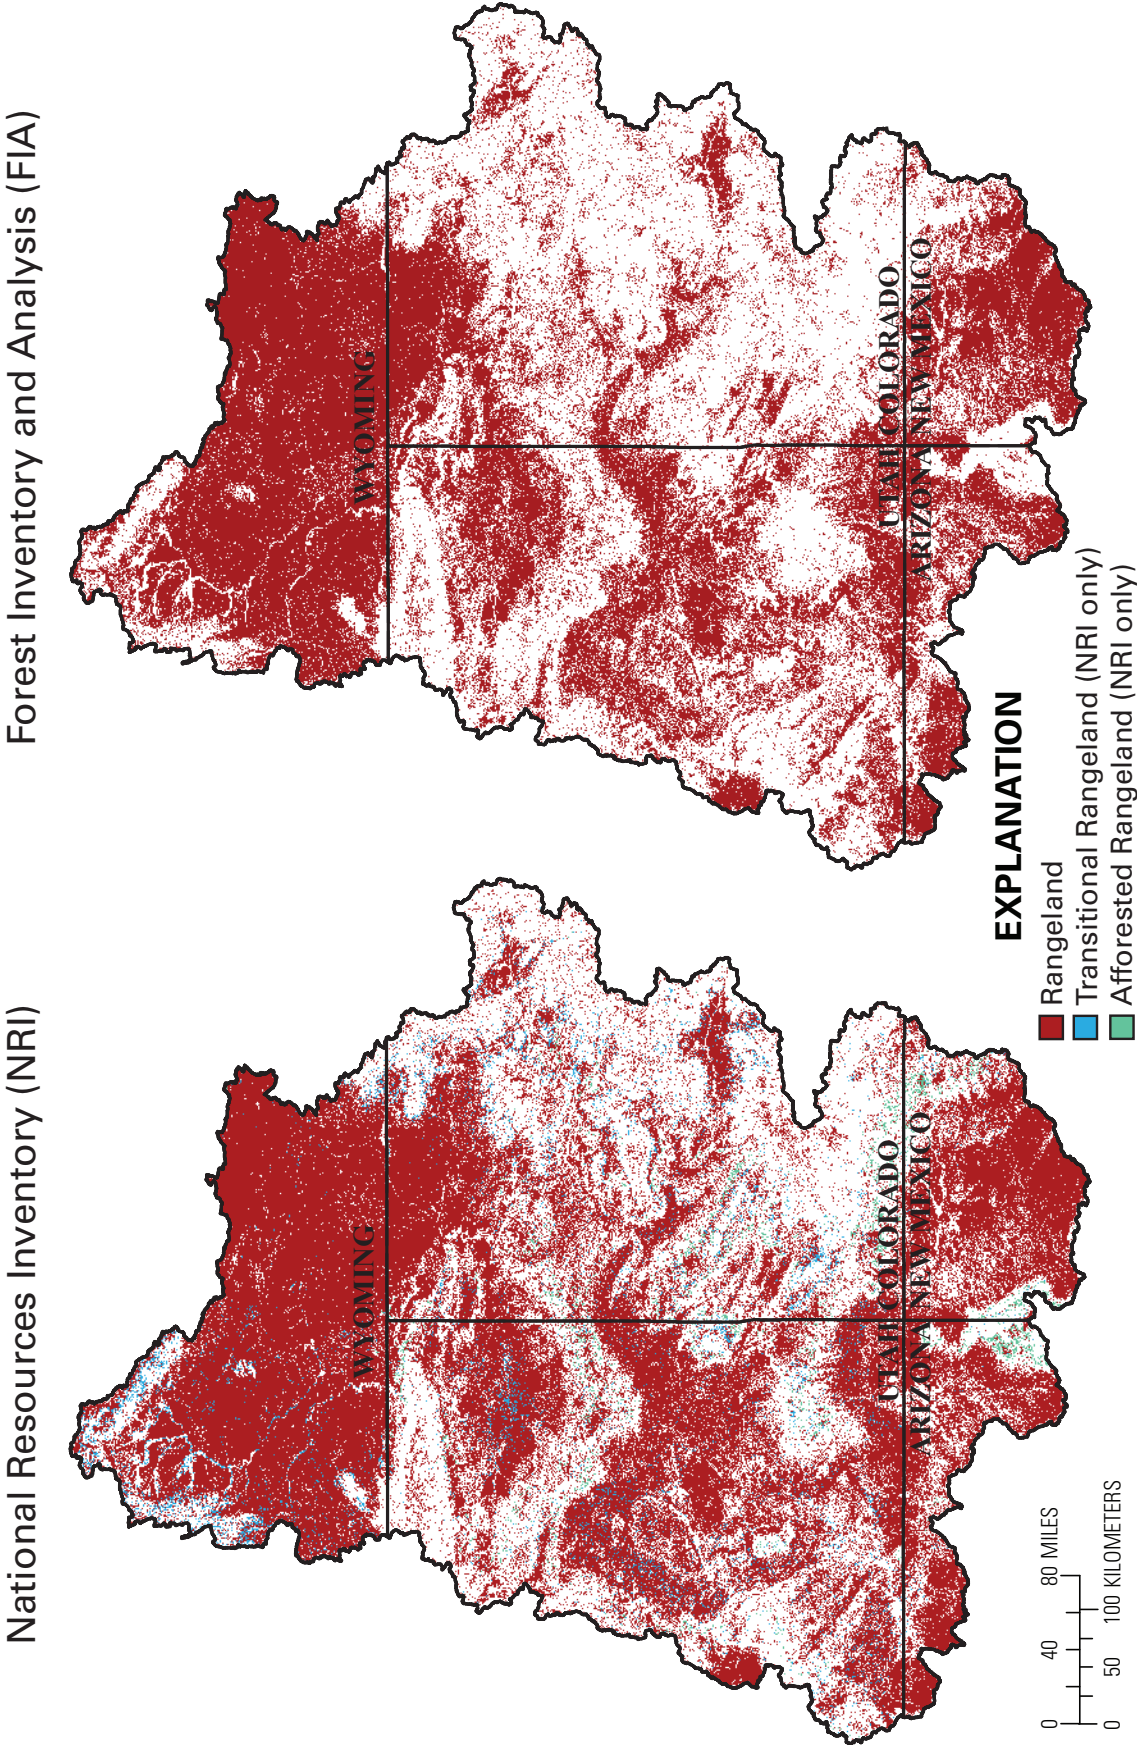 National Resources Inventory (NRI)
Forest Inventory and Analysis (FIA)
WYOMING
UTAH COLORADO
ARIZONA NEW MEXICO
WYOMING
UTAH COLORADO
ARIZONA NEW MEXICO
0 40 80 MILES
0 50 100 KILOMETERS
EXPLANATION
Rangeland
Transitional Rangeland (NRI only)
Afforested Rangeland (NRI only)